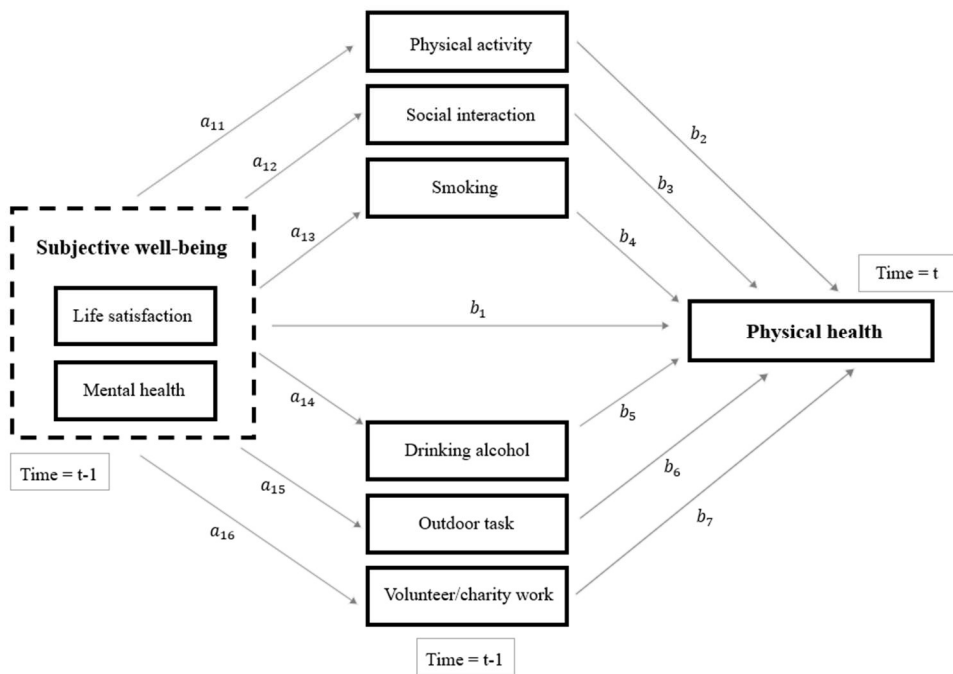 Physical activity
a₁₁
Social interaction
b₂
a₁₂
b₃
Smoking
a₁₃
b₄
Subjective well-being
Time = t
Life satisfaction
b₁
Physical health
Mental health
a₁₄
b₅
Drinking alcohol
Time = t-1
a₁₅
b₆
Outdoor task
b₇
a₁₆
Volunteer/charity work
Time = t-1